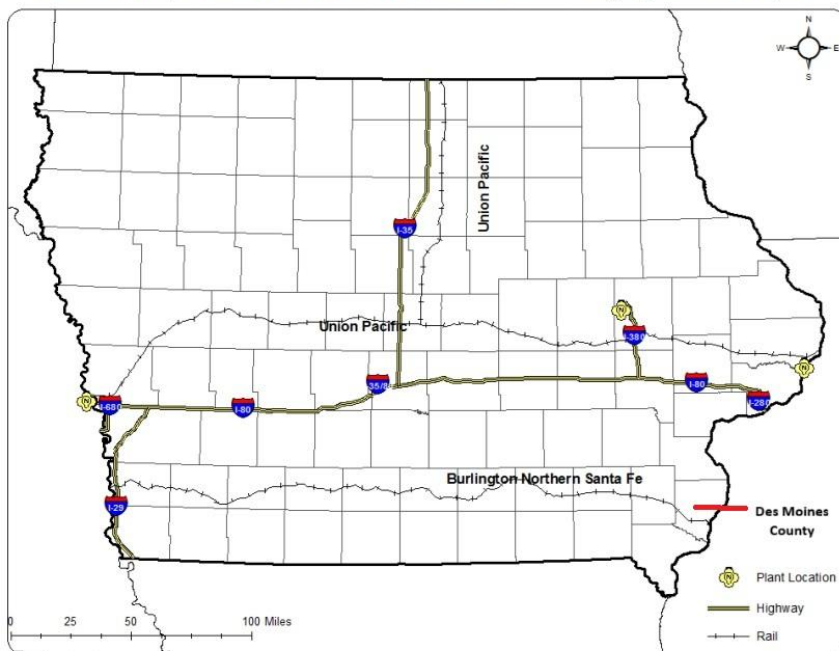 N
W
E
S
Union Pacific
I-35
Union Pacific
N
I-380
N
35/8
I-80
N
I-680
I-80
I-280
Burlington Northern Santa Fe
I-29
Des Moines
County
N
Plant Location
Highway
Rail
0
25
50
100 Miles